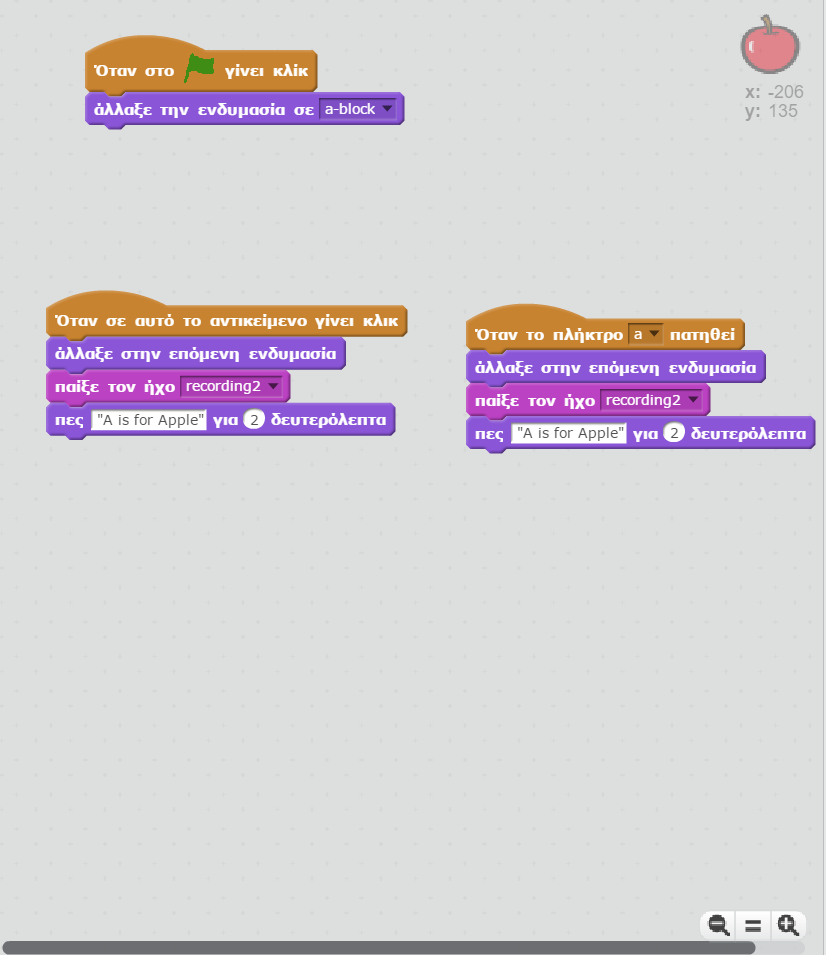 Όταν στο γίνει κλίκ
άλλαξε την ενδυμασία σε a-block
x: -206
y: 135
Όταν σε αυτό το αντικείμενο γίνει κλικ
άλλαξε στην επόμενη ενδυμασία
παίξε τον ήχο recording2
πες "A is for Apple" για 2 δευτερόλεπτα
Όταν το πλήκτρο a πατηθεί
άλλαξε στην επόμενη ενδυμασία
παίξε τον ήχο recording2
πες "A is for Apple" για 2 δευτερόλεπτα